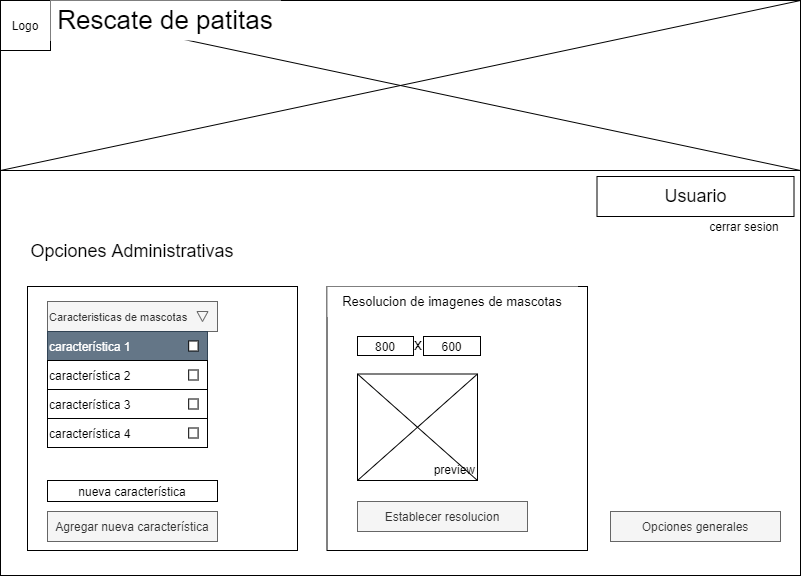 Logo
Rescate de patitas
Usuario
cerrar sesion
Opciones Administrativas
Caracteristicas de mascotas
característica 1
característica 2
característica 3
característica 4
nueva característica
Agregar nueva característica
Resolucion de imagenes de mascotas
800 X 600
preview
Establecer resolucion
Opciones generales